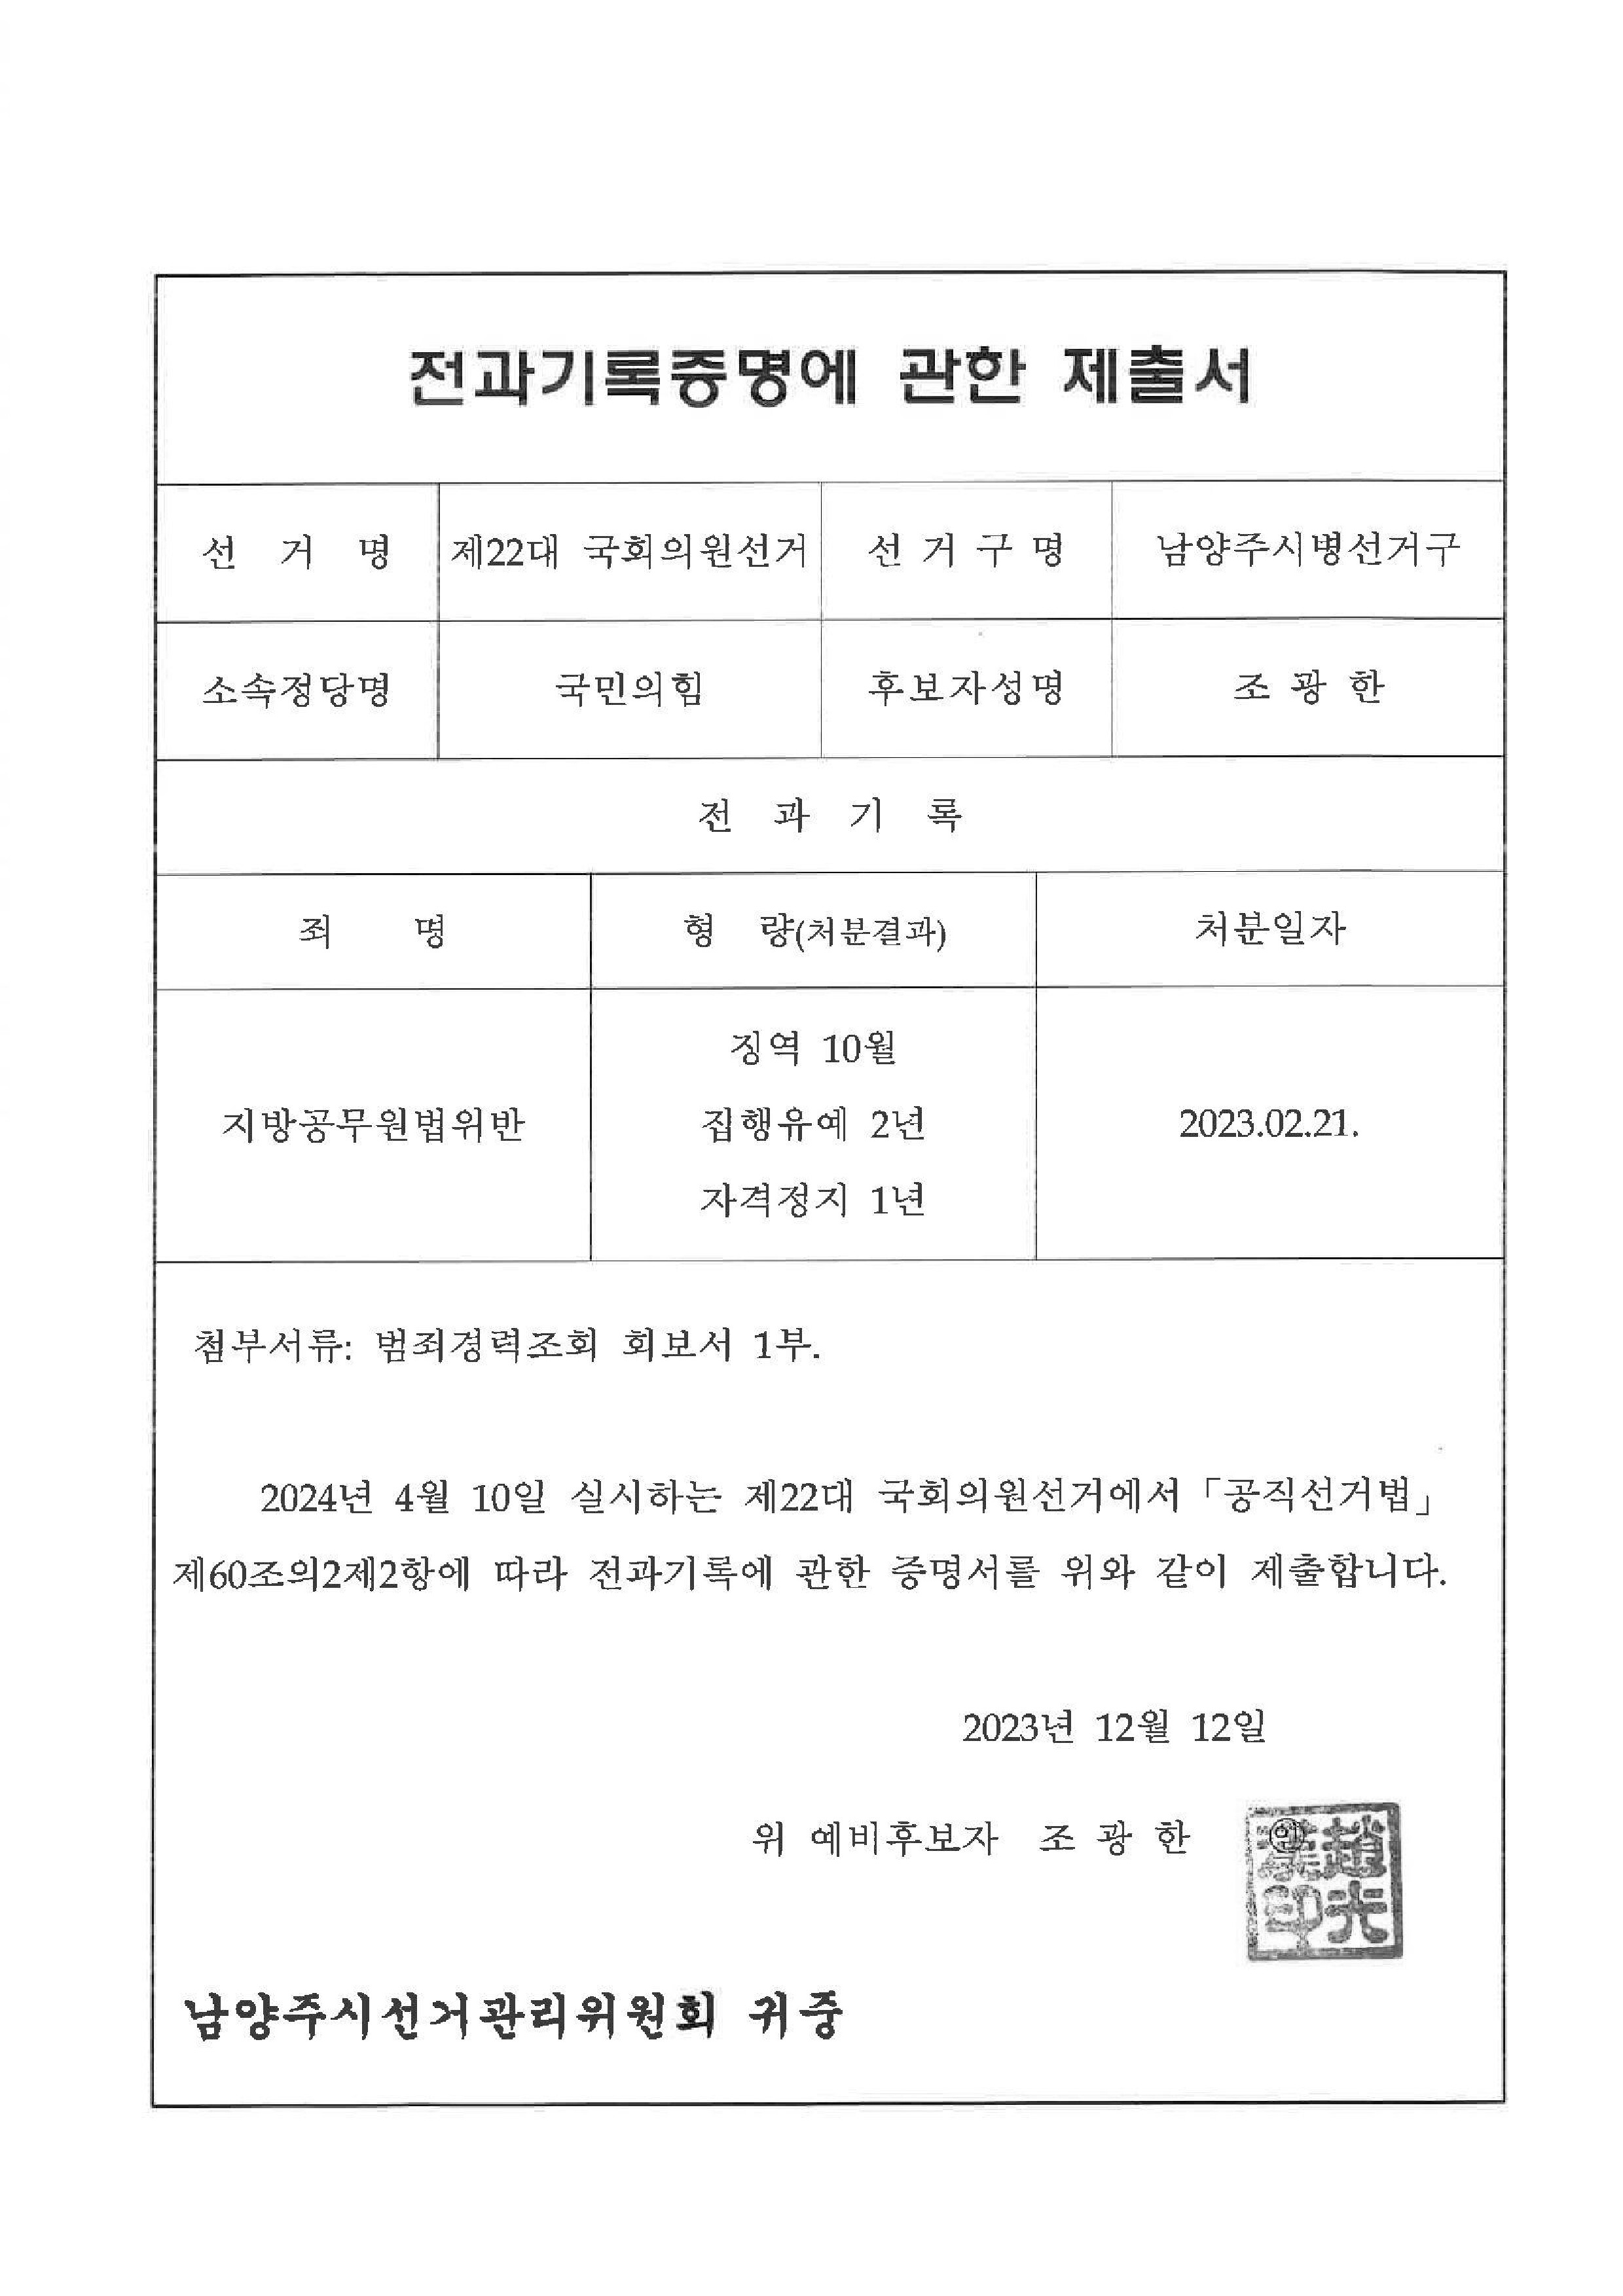 전과기록증명에 관한 제출서
선 거 명 제22대 국회의원선거 선 거 구 명 남양주시병선거구
소속정당명 국민의힘 후보자성명 조 광 한
전 과 기 록
죄 명 형 량(처분결과) 처분일자
징역 10월
지방공무원법위반 집행유예 2년 2023.02.21.
자격정지 1년
첨부서류: 범죄경력조회 회보서 1부.
2024년 4월 10일 실시하는 제22대 국회의원선거에서 「공직선거법」
제60조의2제2항에 따라 전과기록에 관한 증명서를 위와 같이 제출합니다.
2023년 12월 12일
위 예비후보자 조 광 한 ㊞
趙光漢印
남양주시선거관리위원회 귀중